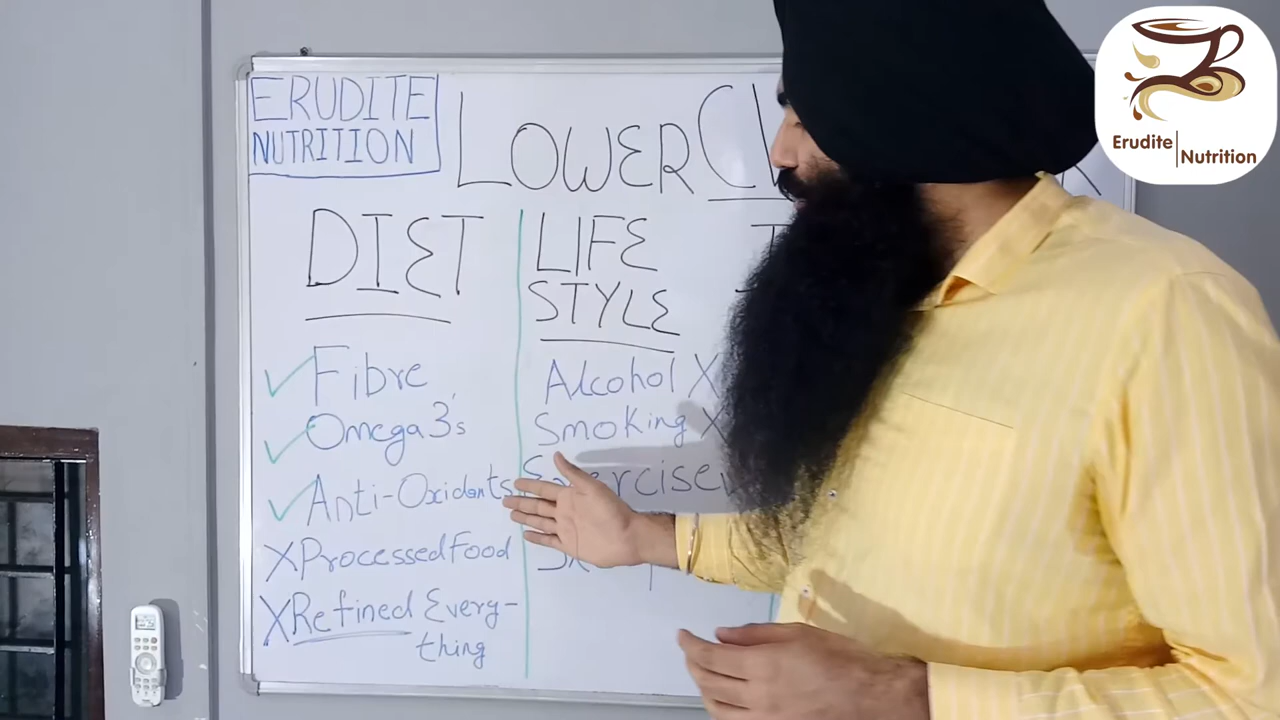 ERUDITE
NUTRITION
LOWER
DIET
✓ Fibre
✓ Omega 3's
✓ Anti-Oxidants
X Processed Food
X Refined Every-
thing
LIFE
STYLE
Alcohol X
Smoking X
Exercise
Erudite
Nutrition